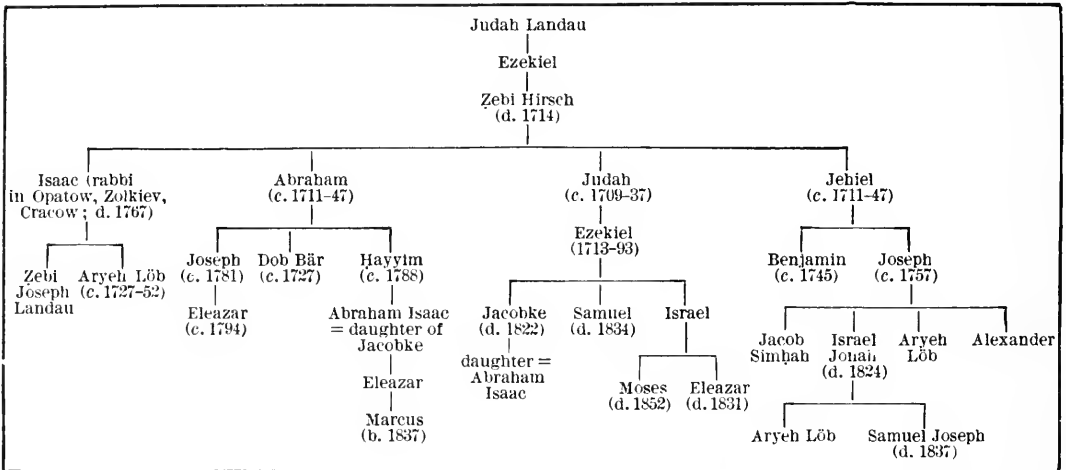 Judah Landau
Ezekiel
Ẓebi Hirsch
(d. 1714)
Isaac (rabbi
in Opatow, Zolkiev,
Cracow; d. 1767)
Abraham
(c. 1711-47)
Judah
(c. 1709-37)
Jehiel
(c. 1711-47)
Ezekiel
(1713-93)
Ẓebi
Joseph
Landau
Aryeh Löb
(c. 1727-52)
Joseph
(c. 1781)
Dob Bär
(c. 1727)
Ḥayyim
(c. 1788)
Benjamin
(c. 1745)
Joseph
(c. 1757)
Eleazar
(c. 1794)
Abraham Isaac
= daughter of
Jacobke
Jacobke
(d. 1822)
Samuel
(d. 1834)
Israel
Jacob
Simḥah
Israel
Jonah
(d. 1824)
Aryeh
Löb
Alexander
Eleazar
daughter =
Abraham
Isaac
Moses
(d. 1852)
Eleazar
(d. 1831)
Marcus
(b. 1837)
Aryeh Löb
Samuel Joseph
(d. 1837)